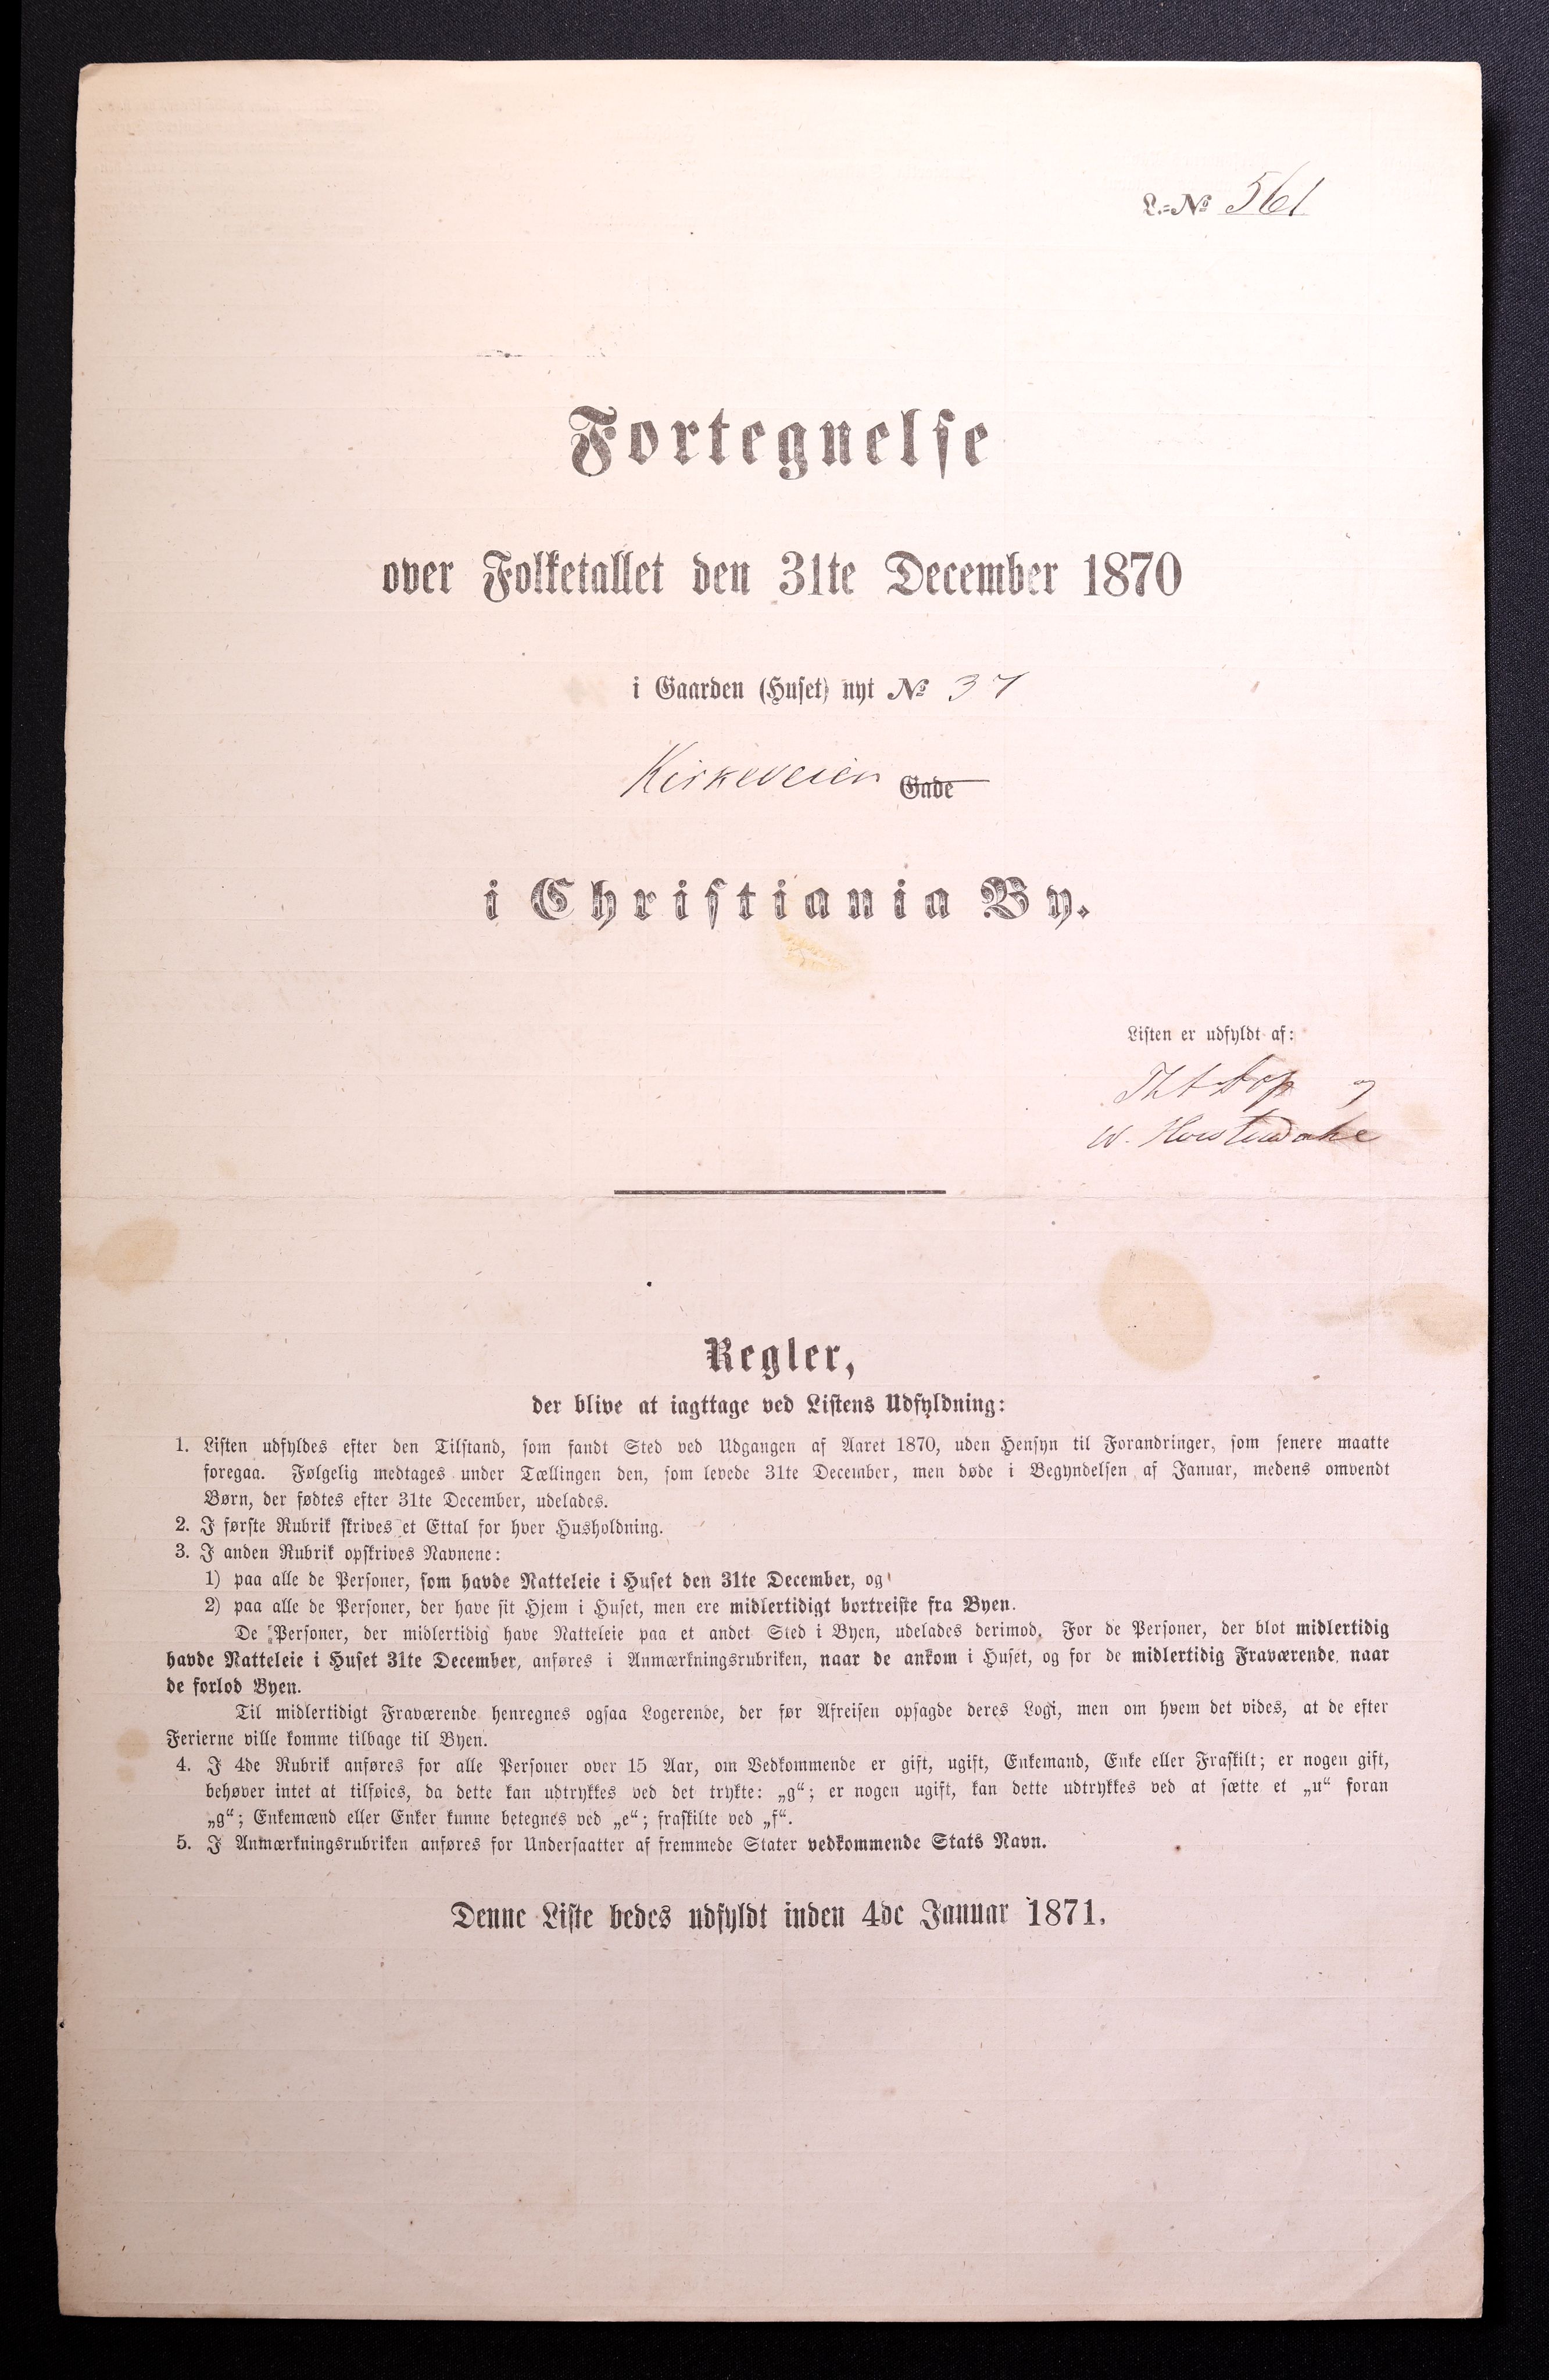 L.=No 561
Fortegnelse
over Folketallet den 31te December 1870
i Gaarden (Huset) nyt No 37
Kirkeveien Gade
i Christiania By.
Listen er udfyldt af:
og
W.
Regler,
der blive at iagttage ved Listens Udfyldning:
1. Listen udfyldes efter den Tilstand, som fandt Sted ved Udgangen af Aaret 1870, uden Hensyn til Forandringer, som senere maatte
foregaa. Følgelig medtages under Tællingen den, som levede 31te December, men døde i Begyndelsen af Januar, medens omvendt
Børn, der fødtes efter 31te December, udelades.
2. I første Rubrik skrives et Ettal for hver Husholdning.
3. I anden Rubrik opskrives Navnene:
1) paa alle de Personer, som havde Natteleie i Huset den 31te December, og
2) paa alle de Personer, der have sit Hjem i Huset, men ere midlertidigt bortreiste fra Byen.
De Personer, der midlertidig have Natteleie paa et andet Sted i Byen, udelades derimod. For de Personer, der blot midlertidig
havde Natteleie i Huset 31te December, anføres i Anmærkningsrubriken, naar de ankom i Huset, og for de midlertidig Fraværende naar
de forlod Byen.
Til midlertidigt Fraværende henregnes ogsaa Logerende, der før Afreisen opsagde deres Logi, men om hvem det vides, at de efter
Ferierne ville komme tilbage til Byen.
4. I 4de Rubrik anføres for alle Personer over 15 Aar, om Vedkommende er gift, ugift, Enkemand, Enke eller Fraskilt; er nogen gift,
behøver intet at tilføies, da dette kan udtrykkes ved det trykte: „g“; er nogen ugift, kan dette udtrykkes ved at sætte et „u“ foran
„g“; Enkemænd eller Enker kunne betegnes ved „e“; fraskilte ved „f“.
5. I Anmærkningsrubriken anføres for Undersaatter af fremmede Stater vedkommende Stats Navn.
Denne Liste bedes udfyldt inden 4de Januar 1871.